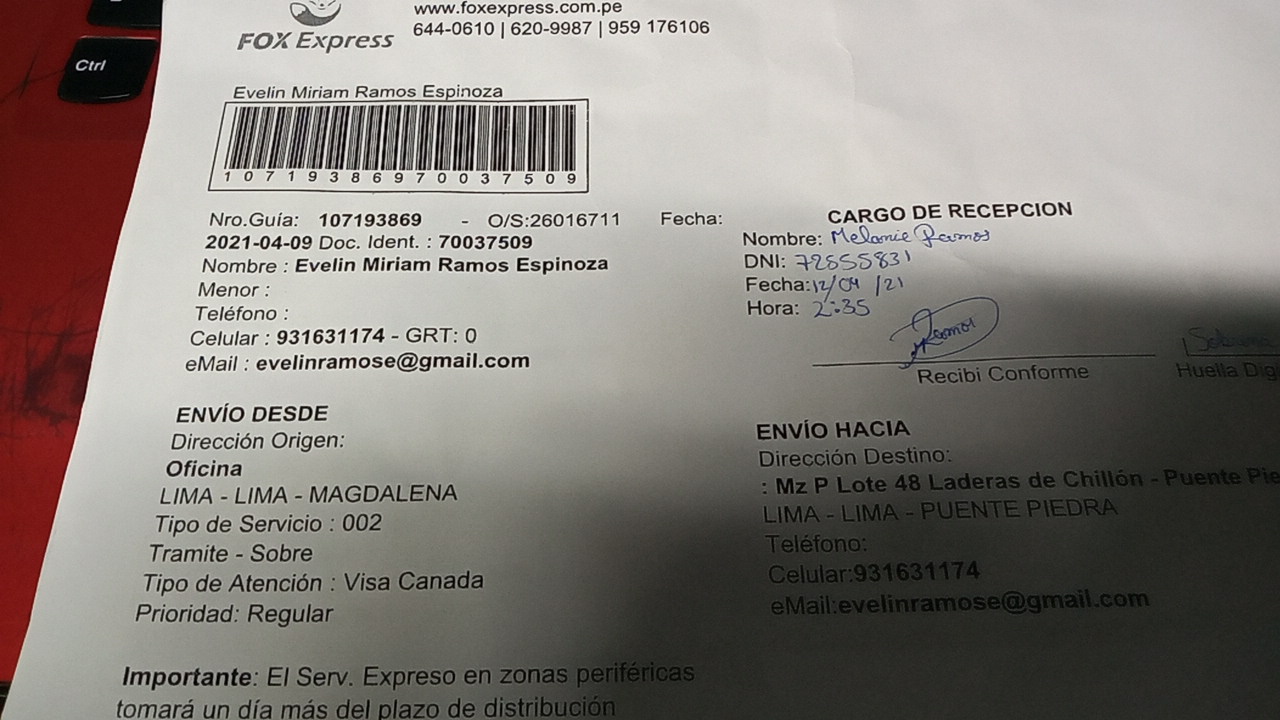 www.foxexpress.com.pe
FOX Express 644-0610 | 620-9987 | 959 176106
Ctrl
Evelin Miriam Ramos Espinoza
10719386970037509
Nro.Guía: 107193869 - O/S:26016711 Fecha:
2021-04-09 Doc. Ident. : 70037509
Nombre : Evelin Miriam Ramos Espinoza
Menor :
Teléfono :
Celular : 931631174 - GRT: 0
eMail : evelinramose@gmail.com
CARGO DE RECEPCION
Nombre: Melanie Ramos
DNI: 72555831
Fecha:12/04/21
Hora: 2:35
Ramos
Recibi Conforme
Huella Dig
ENVÍO DESDE
Dirección Origen:
Oficina
LIMA - LIMA - MAGDALENA
Tipo de Servicio : 002
Tramite - Sobre
Tipo de Atención : Visa Canada
Prioridad: Regular
ENVÍO HACIA
Dirección Destino:
: Mz P Lote 48 Laderas de Chillón - Puente Pie
LIMA - LIMA - PUENTE PIEDRA
Teléfono:
Celular:931631174
eMail:evelinramose@gmail.com
Importante: El Serv. Expreso en zonas periféricas
tomará un día más del plazo de distribución